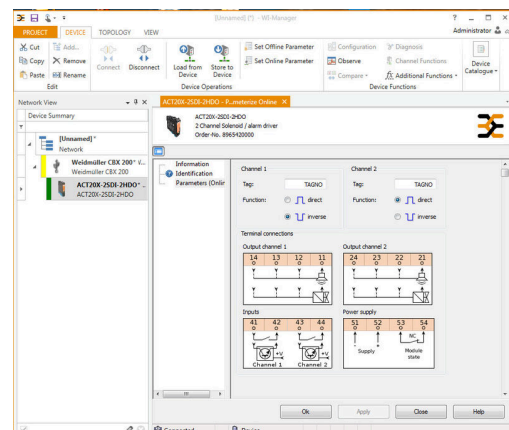 [Unnamed] (*) - WI-Manager
PROJECT DEVICE TOPOLOGY VIEW
Administrator
Cut
Copy
Paste
Add...
Remove
Rename
Edit
Connect
Disconnect
Load from Device
Store to Device
Set Offline Parameter
Set Online Parameter
Device Operations
Configuration
Observe
Compare
Diagnosis
Channel Functions
Additional Functions
Device Functions
Device Catalogue
Network View
Device Summary
[Unnamed]*
Network
Weidmüller CBX 200* V...
Weidmüller CBX 200
ACT20X-2SDI-2HDO* ..
ACT20X-2SDI-2HDO
ACT20X-2SDI-2HDO - P...meterize Online
ACT20X-2SDI-2HDO
2 Channel Solenoid / alarm driver
Order-No. 8965420000
Information
Identification
Parameters (Onlin
Channel 1
Tag: TAGNO
Function: direct
inverse
Channel 2
Tag: TAGNO
Function: direct
inverse
Terminal connections
Output channel 1
14 13 12 11
Output channel 2
24 23 22 21
Inputs
41 42 43 44
+V +V
Channel 1 Channel 2
Power supply
51 52 53 54
- +
NC
Supply
Module state
Ok Apply Close Help
Connected Device